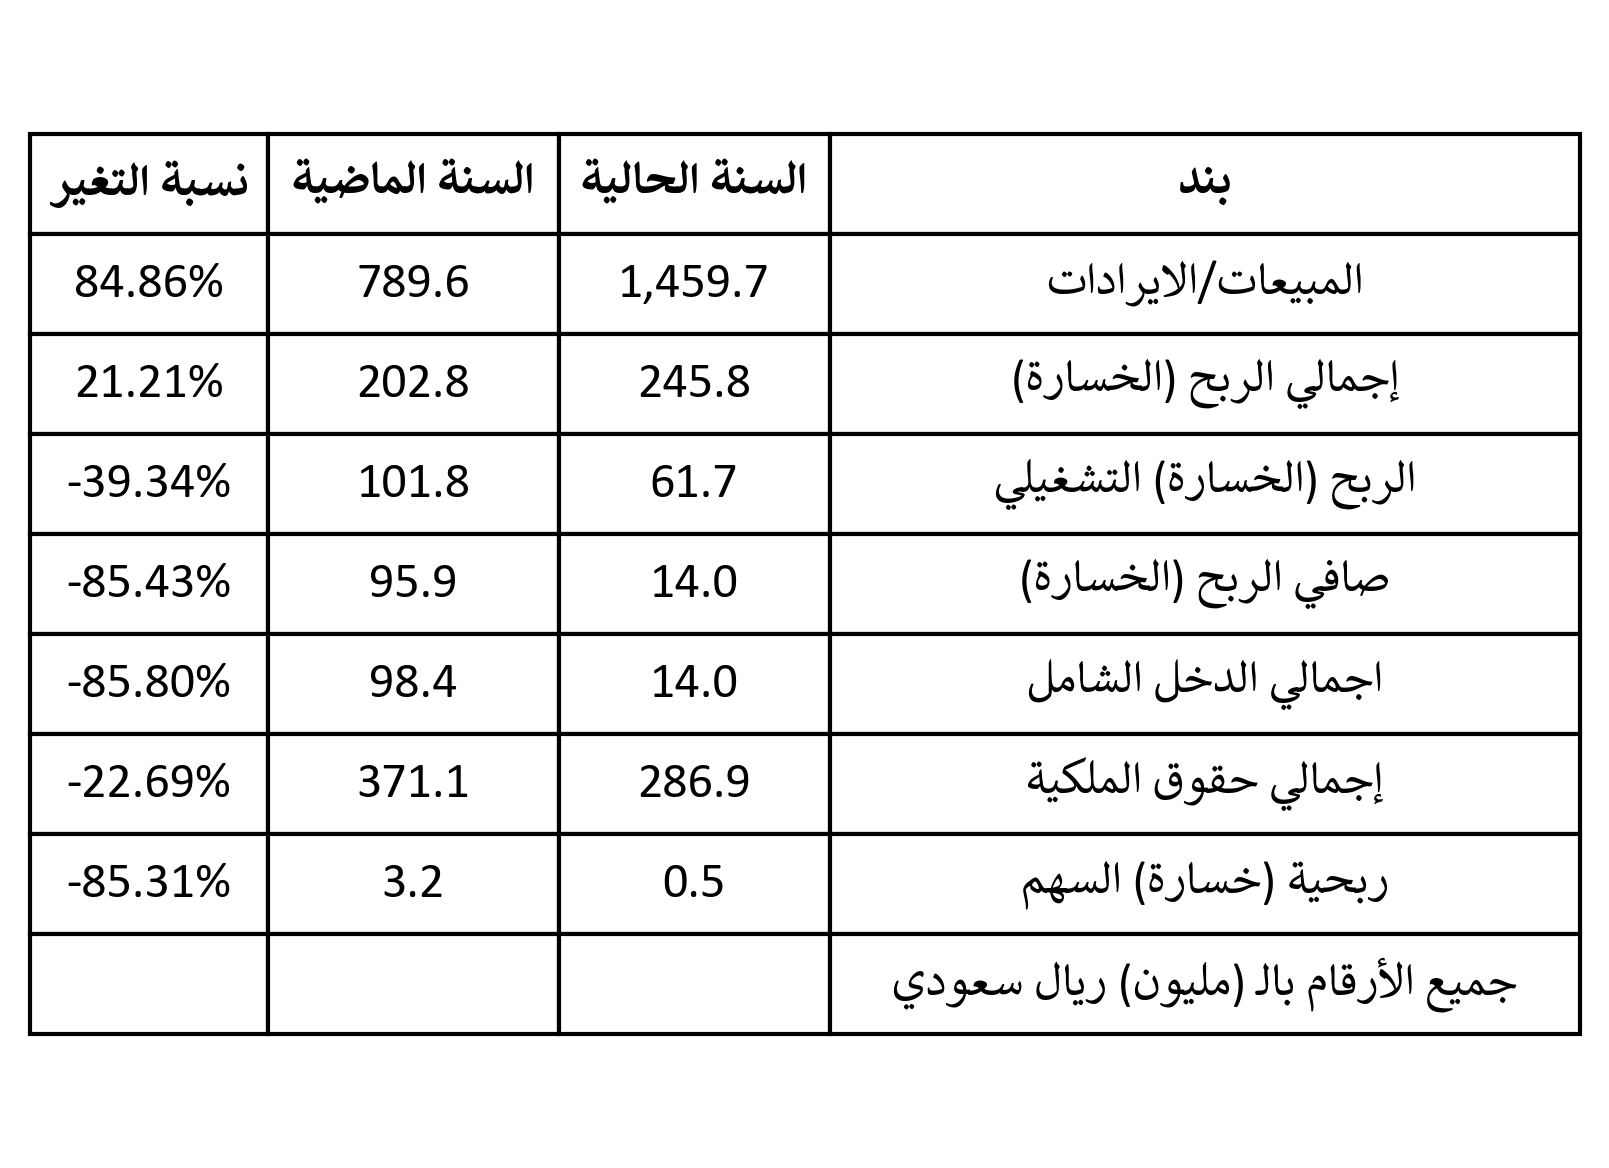 بند السنة الحالية السنة الماضية نسبة التغير
المبيعات/الايرادات 1,459.7 789.6 84.86%
إجمالي الربح (الخسارة) 245.8 202.8 21.21%
الربح (الخسارة) التشغيلي 61.7 101.8 -39.34%
صافي الربح (الخسارة) 14.0 95.9 -85.43%
اجمالي الدخل الشامل 14.0 98.4 -85.80%
إجمالي حقوق الملكية 286.9 371.1 -22.69%
ربحية (خسارة) السهم 0.5 3.2 -85.31%
جميع الأرقام بالـ (مليون) ريال سعودي